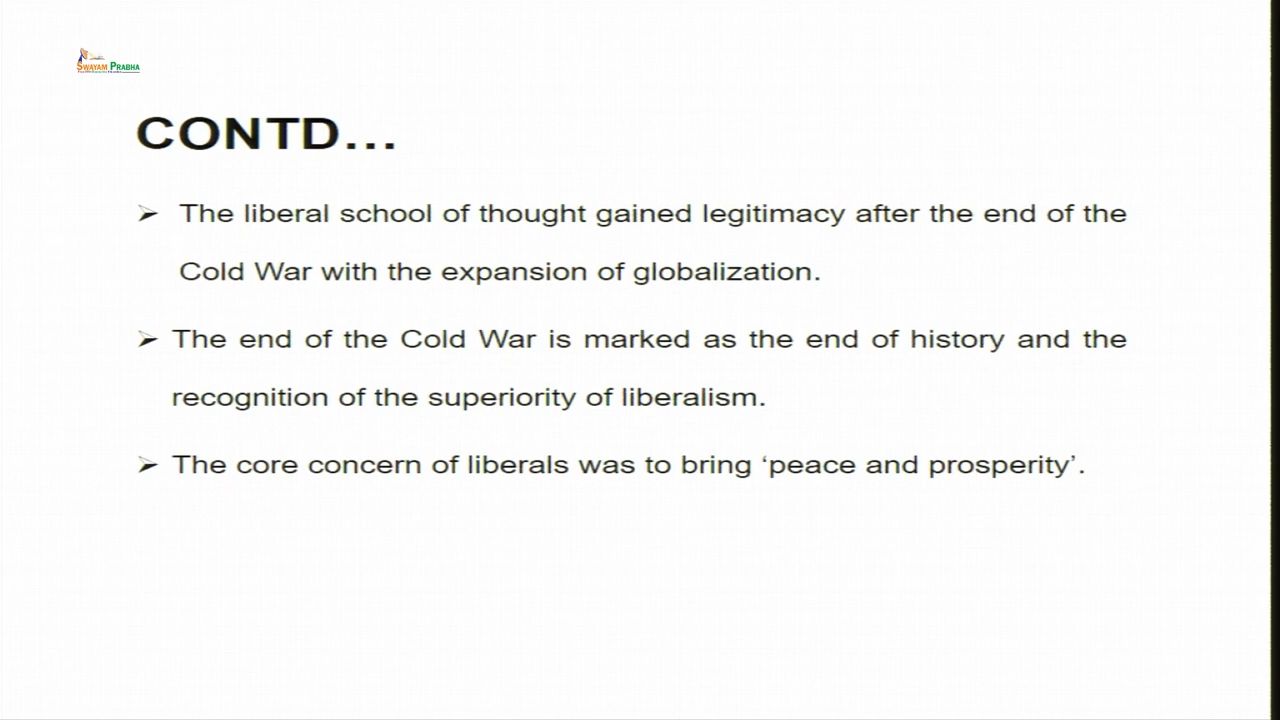 SWAYAM PRABHA
CONTD...
➢ The liberal school of thought gained legitimacy after the end of the
Cold War with the expansion of globalization.
➢ The end of the Cold War is marked as the end of history and the
recognition of the superiority of liberalism.
➢ The core concern of liberals was to bring ‘peace and prosperity’.